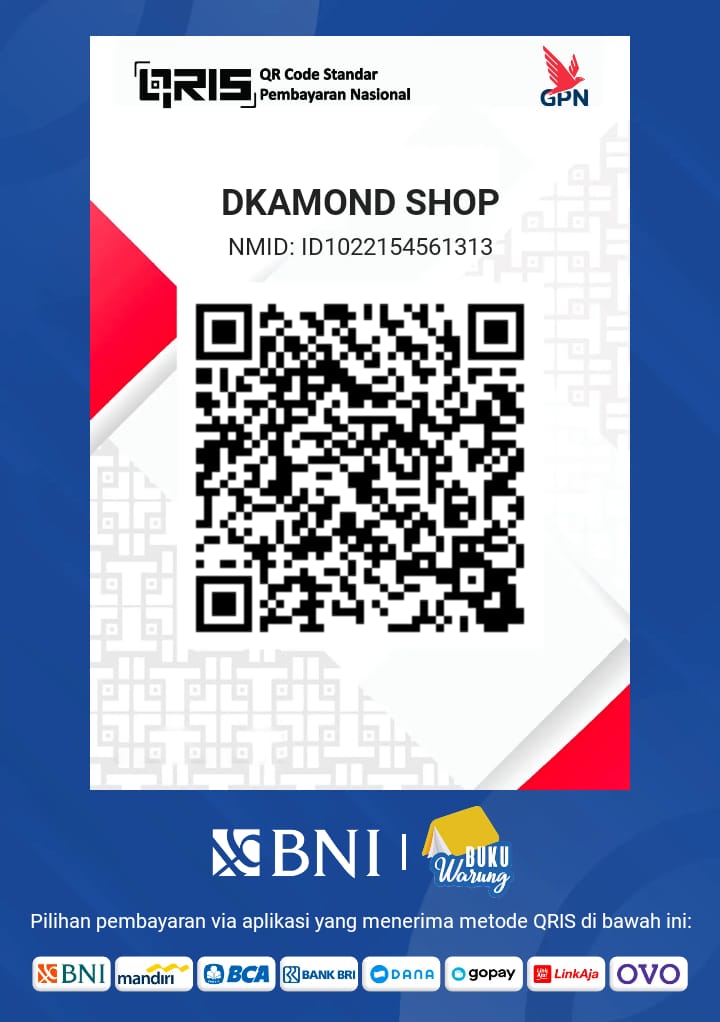 QRIS QR Code Standar
Pembayaran Nasional
GPN
DKAMOND SHOP
NMID: ID1022154561313
BNI | BUKU Warung
Pilihan pembayaran via aplikasi yang menerima metode QRIS di bawah ini:
BNI mandiri BCA BANK BRI DANA gopay LinkAja! LinkAja OVO